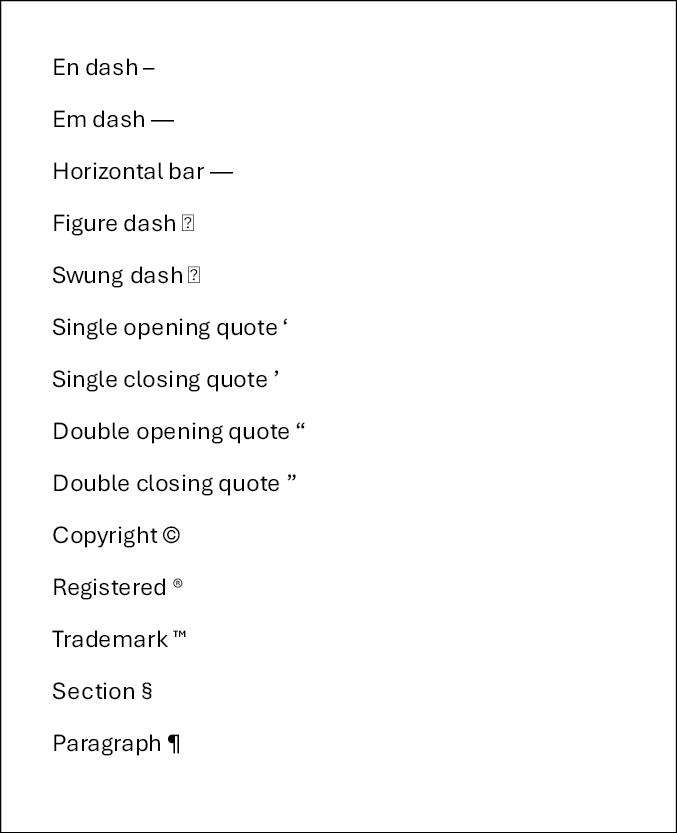 En dash –
Em dash —
Horizontal bar ―
Figure dash ⍰
Swung dash ⍰
Single opening quote ‘
Single closing quote ’
Double opening quote “
Double closing quote ”
Copyright ©
Registered ®
Trademark ™
Section §
Paragraph ¶